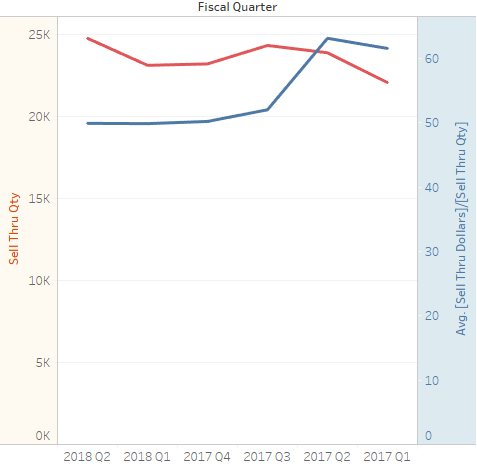 Fiscal Quarter
25K
20K
15K
10K
5K
0K
Sell Thru Qty
60
50
40
30
20
10
0
Avg. [Sell Thru Dollars]/[Sell Thru Qty]
2018 Q2 2018 Q1 2017 Q4 2017 Q3 2017 Q2 2017 Q1